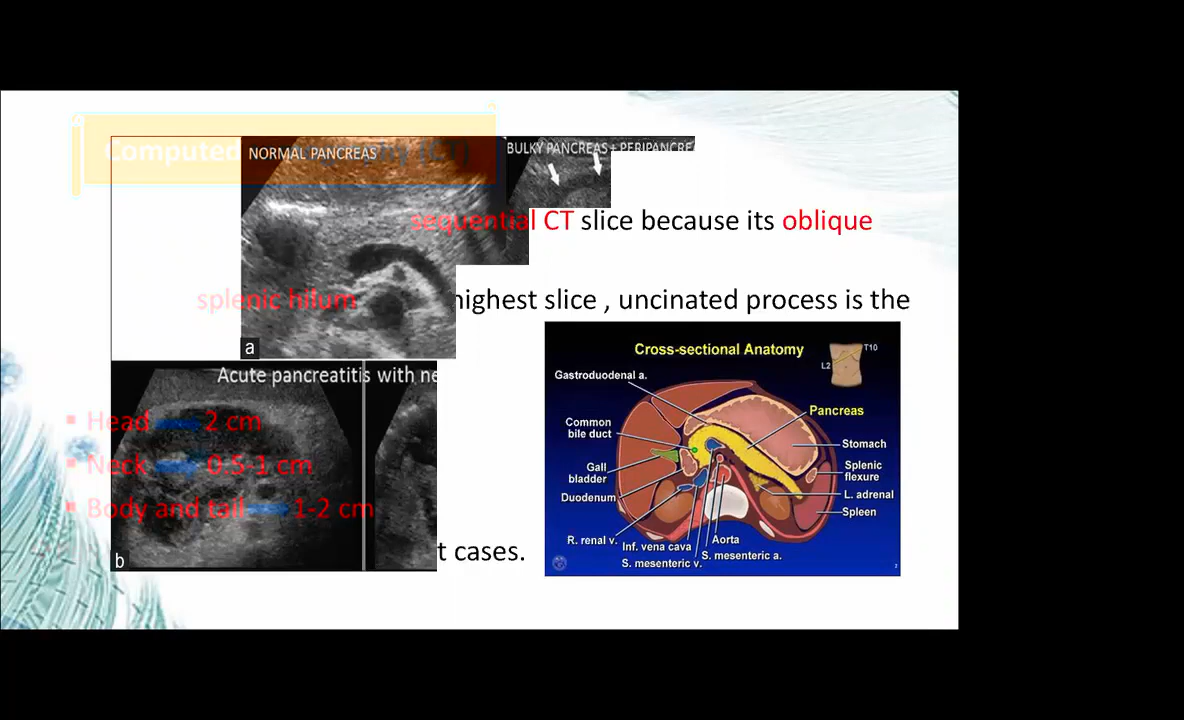 Computed
NORMAL PANCREAS
(CT)
BULKY PANCREAS + PERIPANCRE
sequential CT slice because its oblique
splenic hilum
highest slice , uncinated process is the
a
Acute pancreatitis with ne
Head 2 cm
Neck 0.5-1 cm
Body and tail 1-2 cm
b
t cases.
Cross-sectional Anatomy
T10
L2
Gastroduodenal a.
Pancreas
Common
bile duct
Stomach
Gall
bladder
Splenic
flexure
Duodenum
L. adrenal
Spleen
R. renal v.
Inf. vena cava
Aorta
S. mesenteric v.
S. mesenteric a.